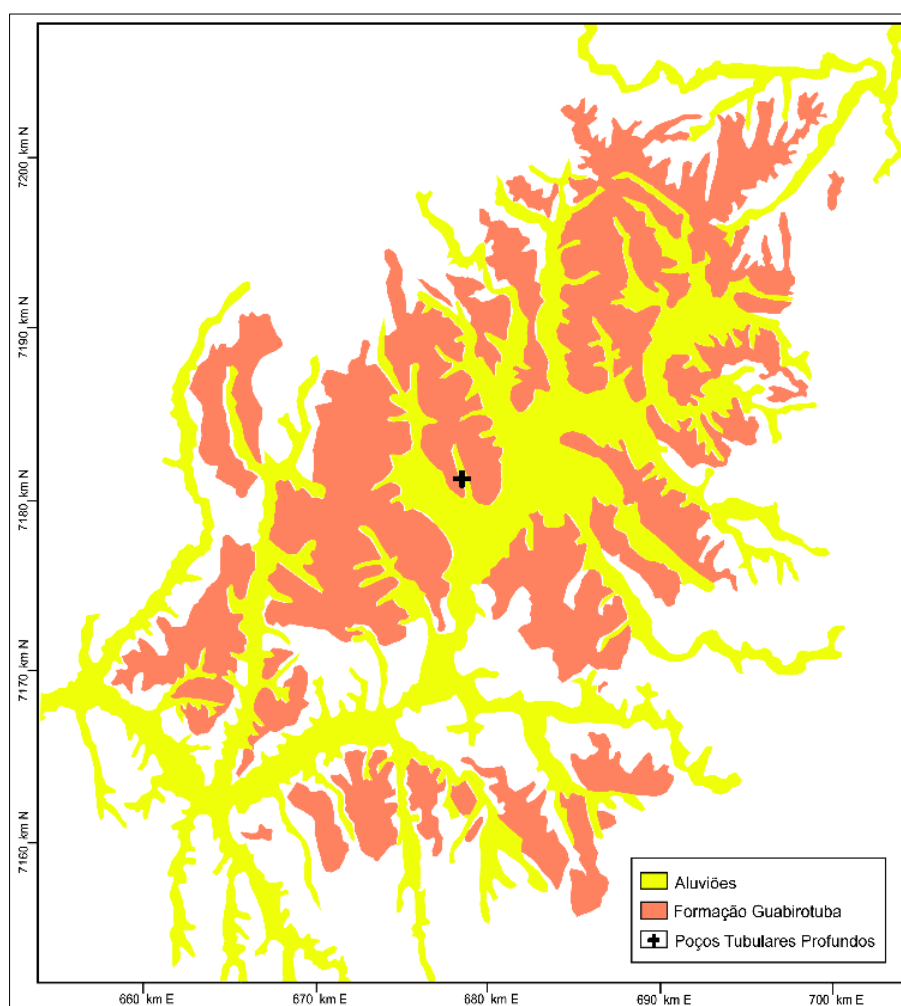 7200 km N
7190 km N
7180 km N
7170 km N
7160 km N
Aluviões
Formação Guabirotuba
Poços Tubulares Profundos
660 km E
670 km E
680 km E
690 km E
700 km E